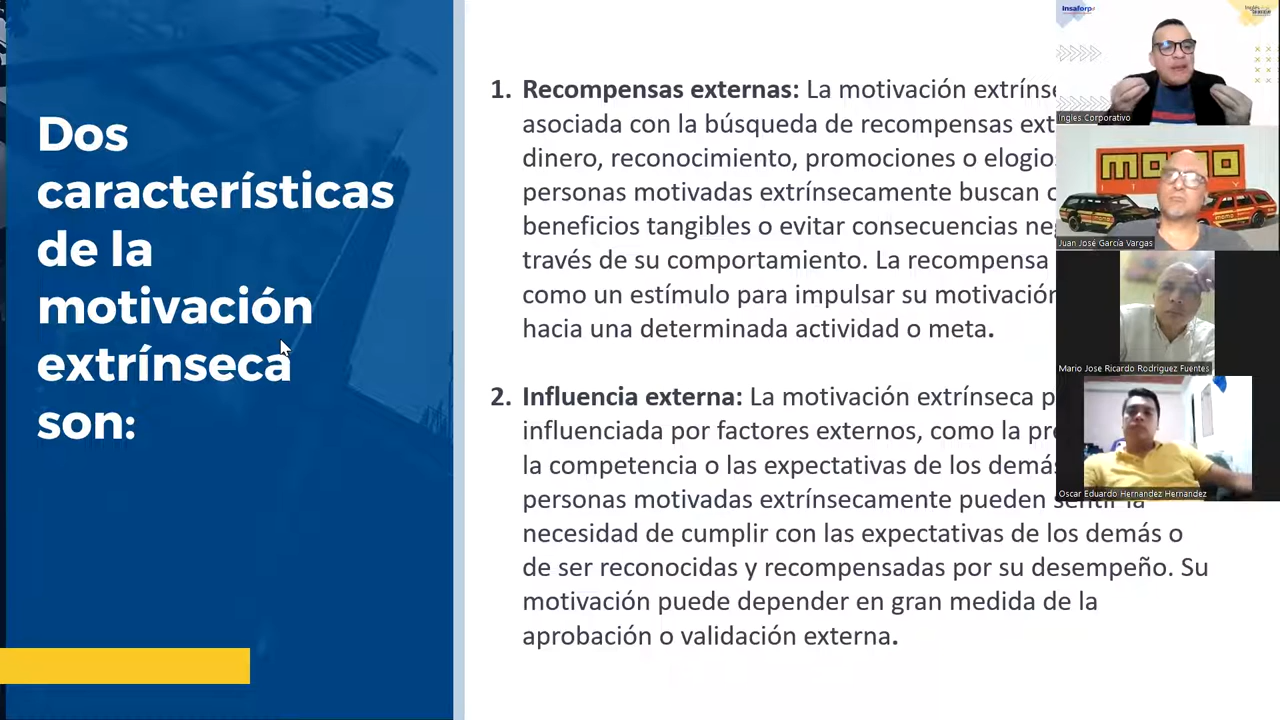 Dos
características
de la
motivación
extrínseca
son:
1. Recompensas externas: La motivación
asociada con la búsqueda de recompensas
dinero, reconocimiento, promociones o
personas motivadas extrínsecamente buscan
beneficios tangibles o evitar consecuencias
través de su comportamiento. La recompensa
como un estímulo para impulsar su motivación
hacia una determinada actividad o meta.
2. Influencia externa: La motivación extrínseca
influenciada por factores externos, como la
la competencia o las expectativas de los
personas motivadas extrínsecamente pueden sentir la
necesidad de cumplir con las expectativas de los demás o
de ser reconocidas y recompensadas por su desempeño. Su
motivación puede depender en gran medida de la
aprobación o validación externa.
Insaforp
Ingles Corporativo
MOMO
ITALY
Juan José García Vargas
Mario Jose Ricardo Rodriguez Fuentes
Oscar Eduardo Hernandez Hernandez